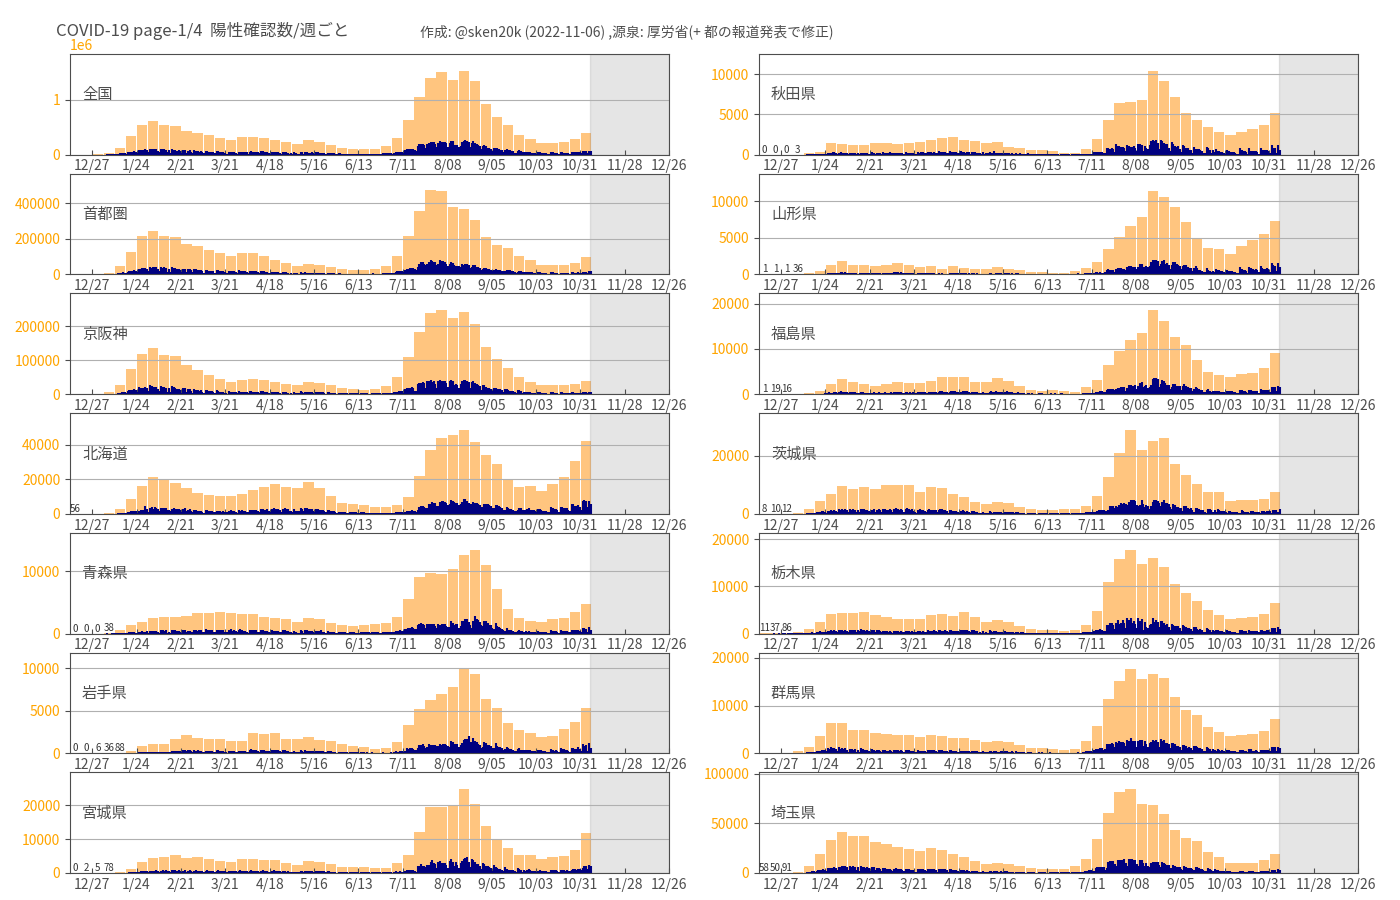 COVID-19 page-1/4 陽性確認数/週ごと 作成: @sken20k (2022-11-06) ,源泉: 厚労省(+ 都の報道発表で修正)
1e6
全国
1
0
12/27 1/24 2/21 3/21 4/18 5/16 6/13 7/11 8/08 9/05 10/03 10/31 11/28 12/26
秋田県
10000
5000
0
0 0,0 3
12/27 1/24 2/21 3/21 4/18 5/16 6/13 7/11 8/08 9/05 10/03 10/31 11/28 12/26
首都圏
400000
200000
0
12/27 1/24 2/21 3/21 4/18 5/16 6/13 7/11 8/08 9/05 10/03 10/31 11/28 12/26
山形県
10000
5000
0
1 1,1 36
12/27 1/24 2/21 3/21 4/18 5/16 6/13 7/11 8/08 9/05 10/03 10/31 11/28 12/26
京阪神
200000
100000
0
12/27 1/24 2/21 3/21 4/18 5/16 6/13 7/11 8/08 9/05 10/03 10/31 11/28 12/26
福島県
20000
10000
0
1 19,16
12/27 1/24 2/21 3/21 4/18 5/16 6/13 7/11 8/08 9/05 10/03 10/31 11/28 12/26
北海道
40000
20000
0
56
12/27 1/24 2/21 3/21 4/18 5/16 6/13 7/11 8/08 9/05 10/03 10/31 11/28 12/26
茨城県
20000
0
8 10,12
12/27 1/24 2/21 3/21 4/18 5/16 6/13 7/11 8/08 9/05 10/03 10/31 11/28 12/26
青森県
10000
0
0 0,0 38
12/27 1/24 2/21 3/21 4/18 5/16 6/13 7/11 8/08 9/05 10/03 10/31 11/28 12/26
栃木県
20000
10000
0
1137,86
12/27 1/24 2/21 3/21 4/18 5/16 6/13 7/11 8/08 9/05 10/03 10/31 11/28 12/26
岩手県
10000
5000
0
0 0,6 3688
12/27 1/24 2/21 3/21 4/18 5/16 6/13 7/11 8/08 9/05 10/03 10/31 11/28 12/26
群馬県
20000
10000
0
12/27 1/24 2/21 3/21 4/18 5/16 6/13 7/11 8/08 9/05 10/03 10/31 11/28 12/26
宮城県
20000
10000
0
0 2,5 78
12/27 1/24 2/21 3/21 4/18 5/16 6/13 7/11 8/08 9/05 10/03 10/31 11/28 12/26
埼玉県
100000
50000
0
5850,91
12/27 1/24 2/21 3/21 4/18 5/16 6/13 7/11 8/08 9/05 10/03 10/31 11/28 12/26